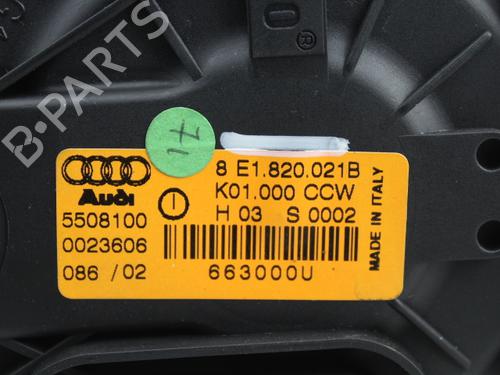 B-PARTS
®
71
8 E1.820.021B
K01.000 CCW
H 03 S 0002
Audi
5508100
0023606
086 / 02
663000U
MADE IN ITALY